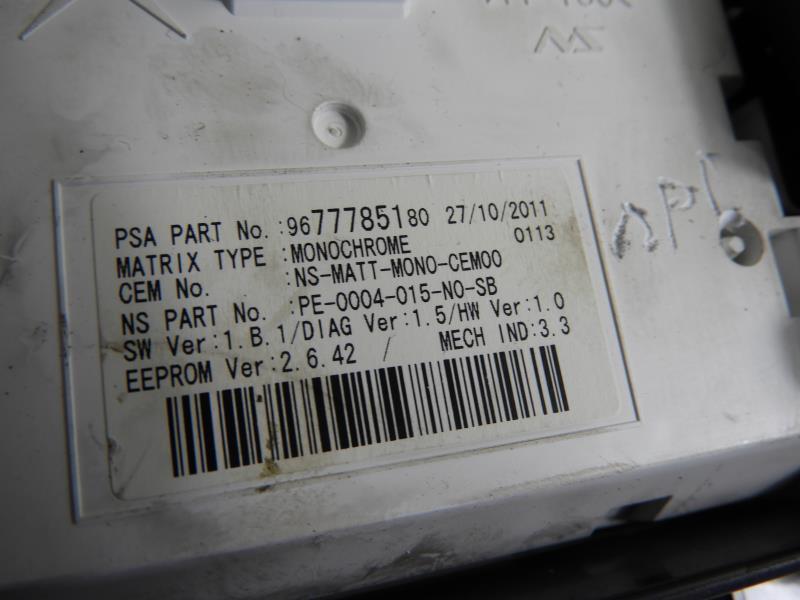 PSA PART No. :9677785180 27/10/2011
MATRIX TYPE :MONOCHROME 0113
CEM No. :NS-MATT-MONO-CEM00
NS PART No. :PE-0004-015-NO-SB
SW Ver:1.B.1/DIAG Ver:1.5/HW Ver:1.0
EEPROM Ver:2.6.42 / MECH IND:3.3